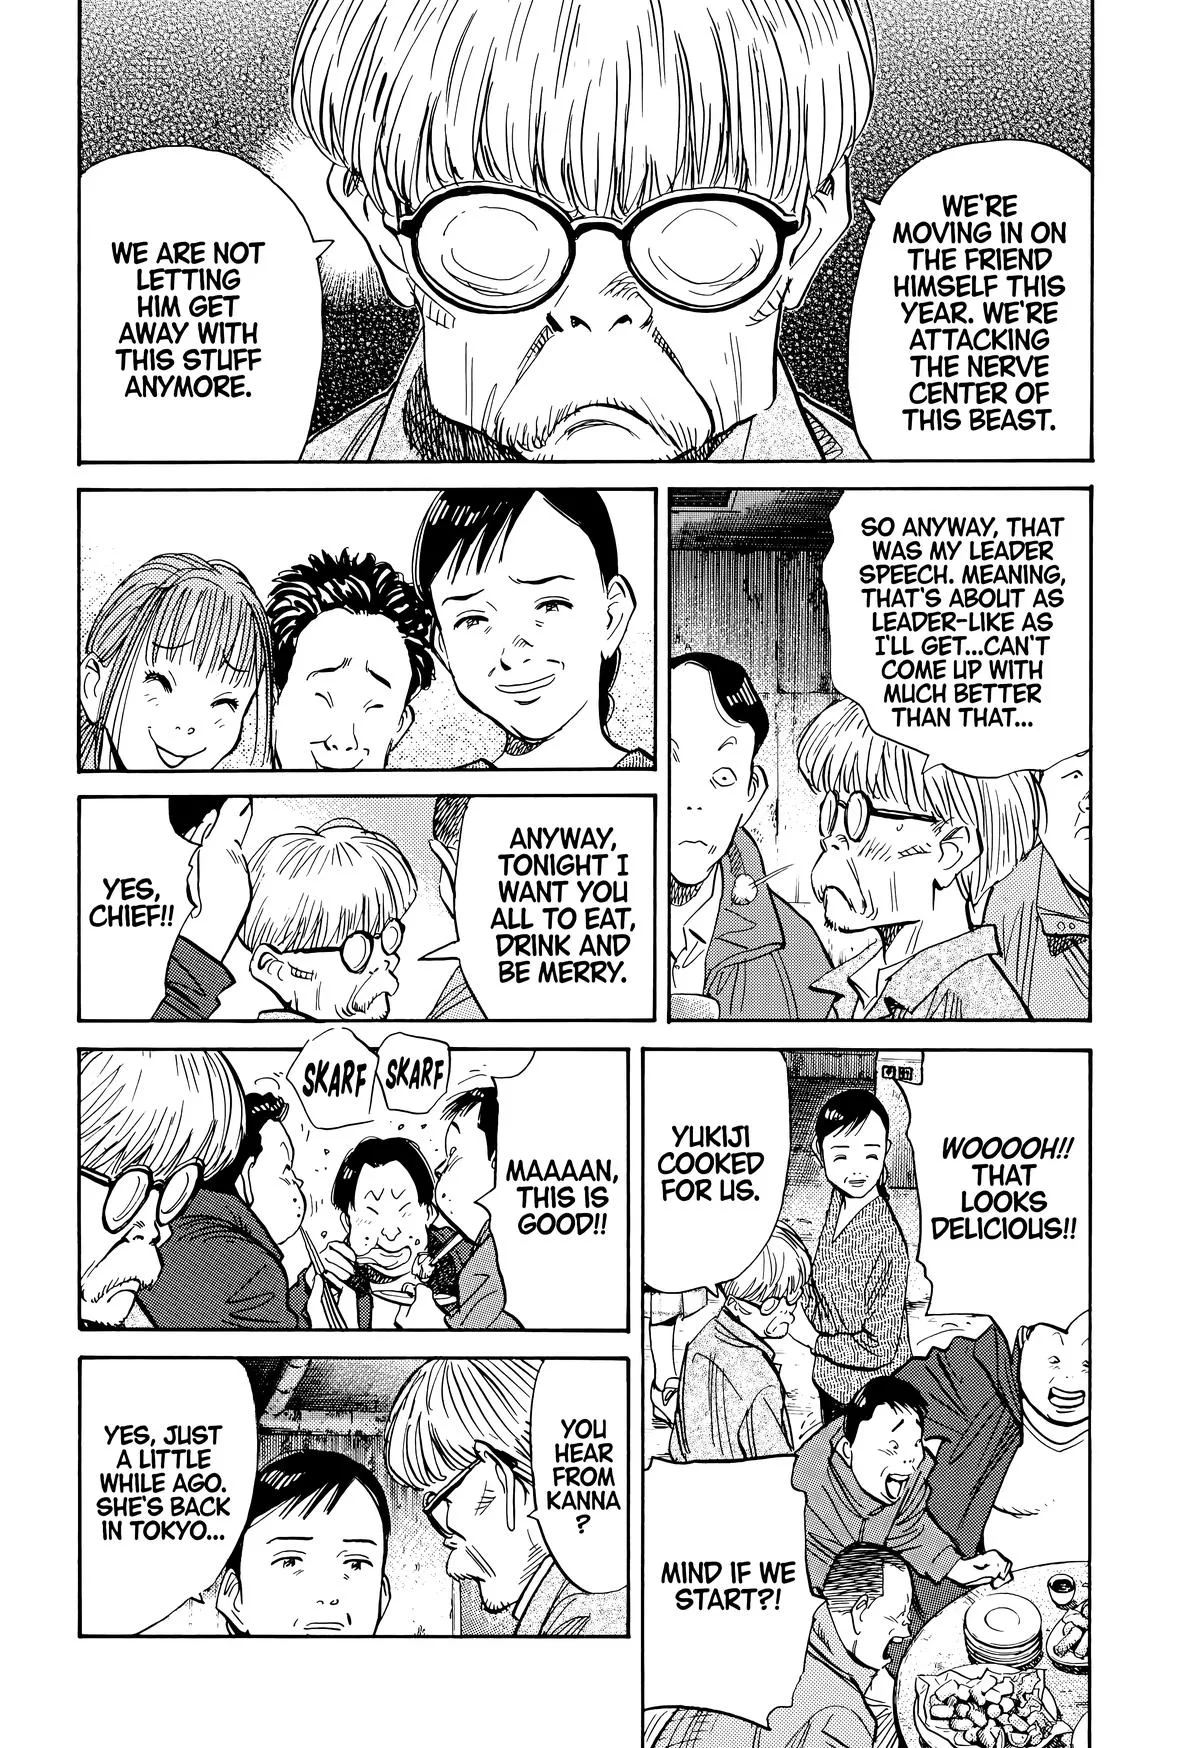 WE'RE
MOVING IN ON
THE FRIEND
HIMSELF THIS
YEAR. WE'RE
ATTACKING
THE NERVE
CENTER OF
THIS BEAST.
WE ARE NOT
LETTING
HIM GET
AWAY WITH
THIS STUFF
ANYMORE.
SO ANYWAY, THAT
WAS MY LEADER
SPEECH. MEANING,
THAT'S ABOUT AS
LEADER-LIKE AS
I'LL GET...CAN'T
COME UP WITH
MUCH BETTER
THAN THAT...
ANYWAY,
TONIGHT I
WANT YOU
ALL TO EAT,
DRINK AND
BE MERRY.
YES,
CHIEF!!
WOOOOH!!
THAT
LOOKS
DELICIOUS!!
YUKIJI
COOKED
FOR US.
MIND IF WE
START?!
MAAAAN,
THIS IS
GOOD!!
SKARF
SKARF
YOU
HEAR
FROM
KANNA
?
YES, JUST
A LITTLE
WHILE AGO.
SHE'S BACK
IN TOKYO...